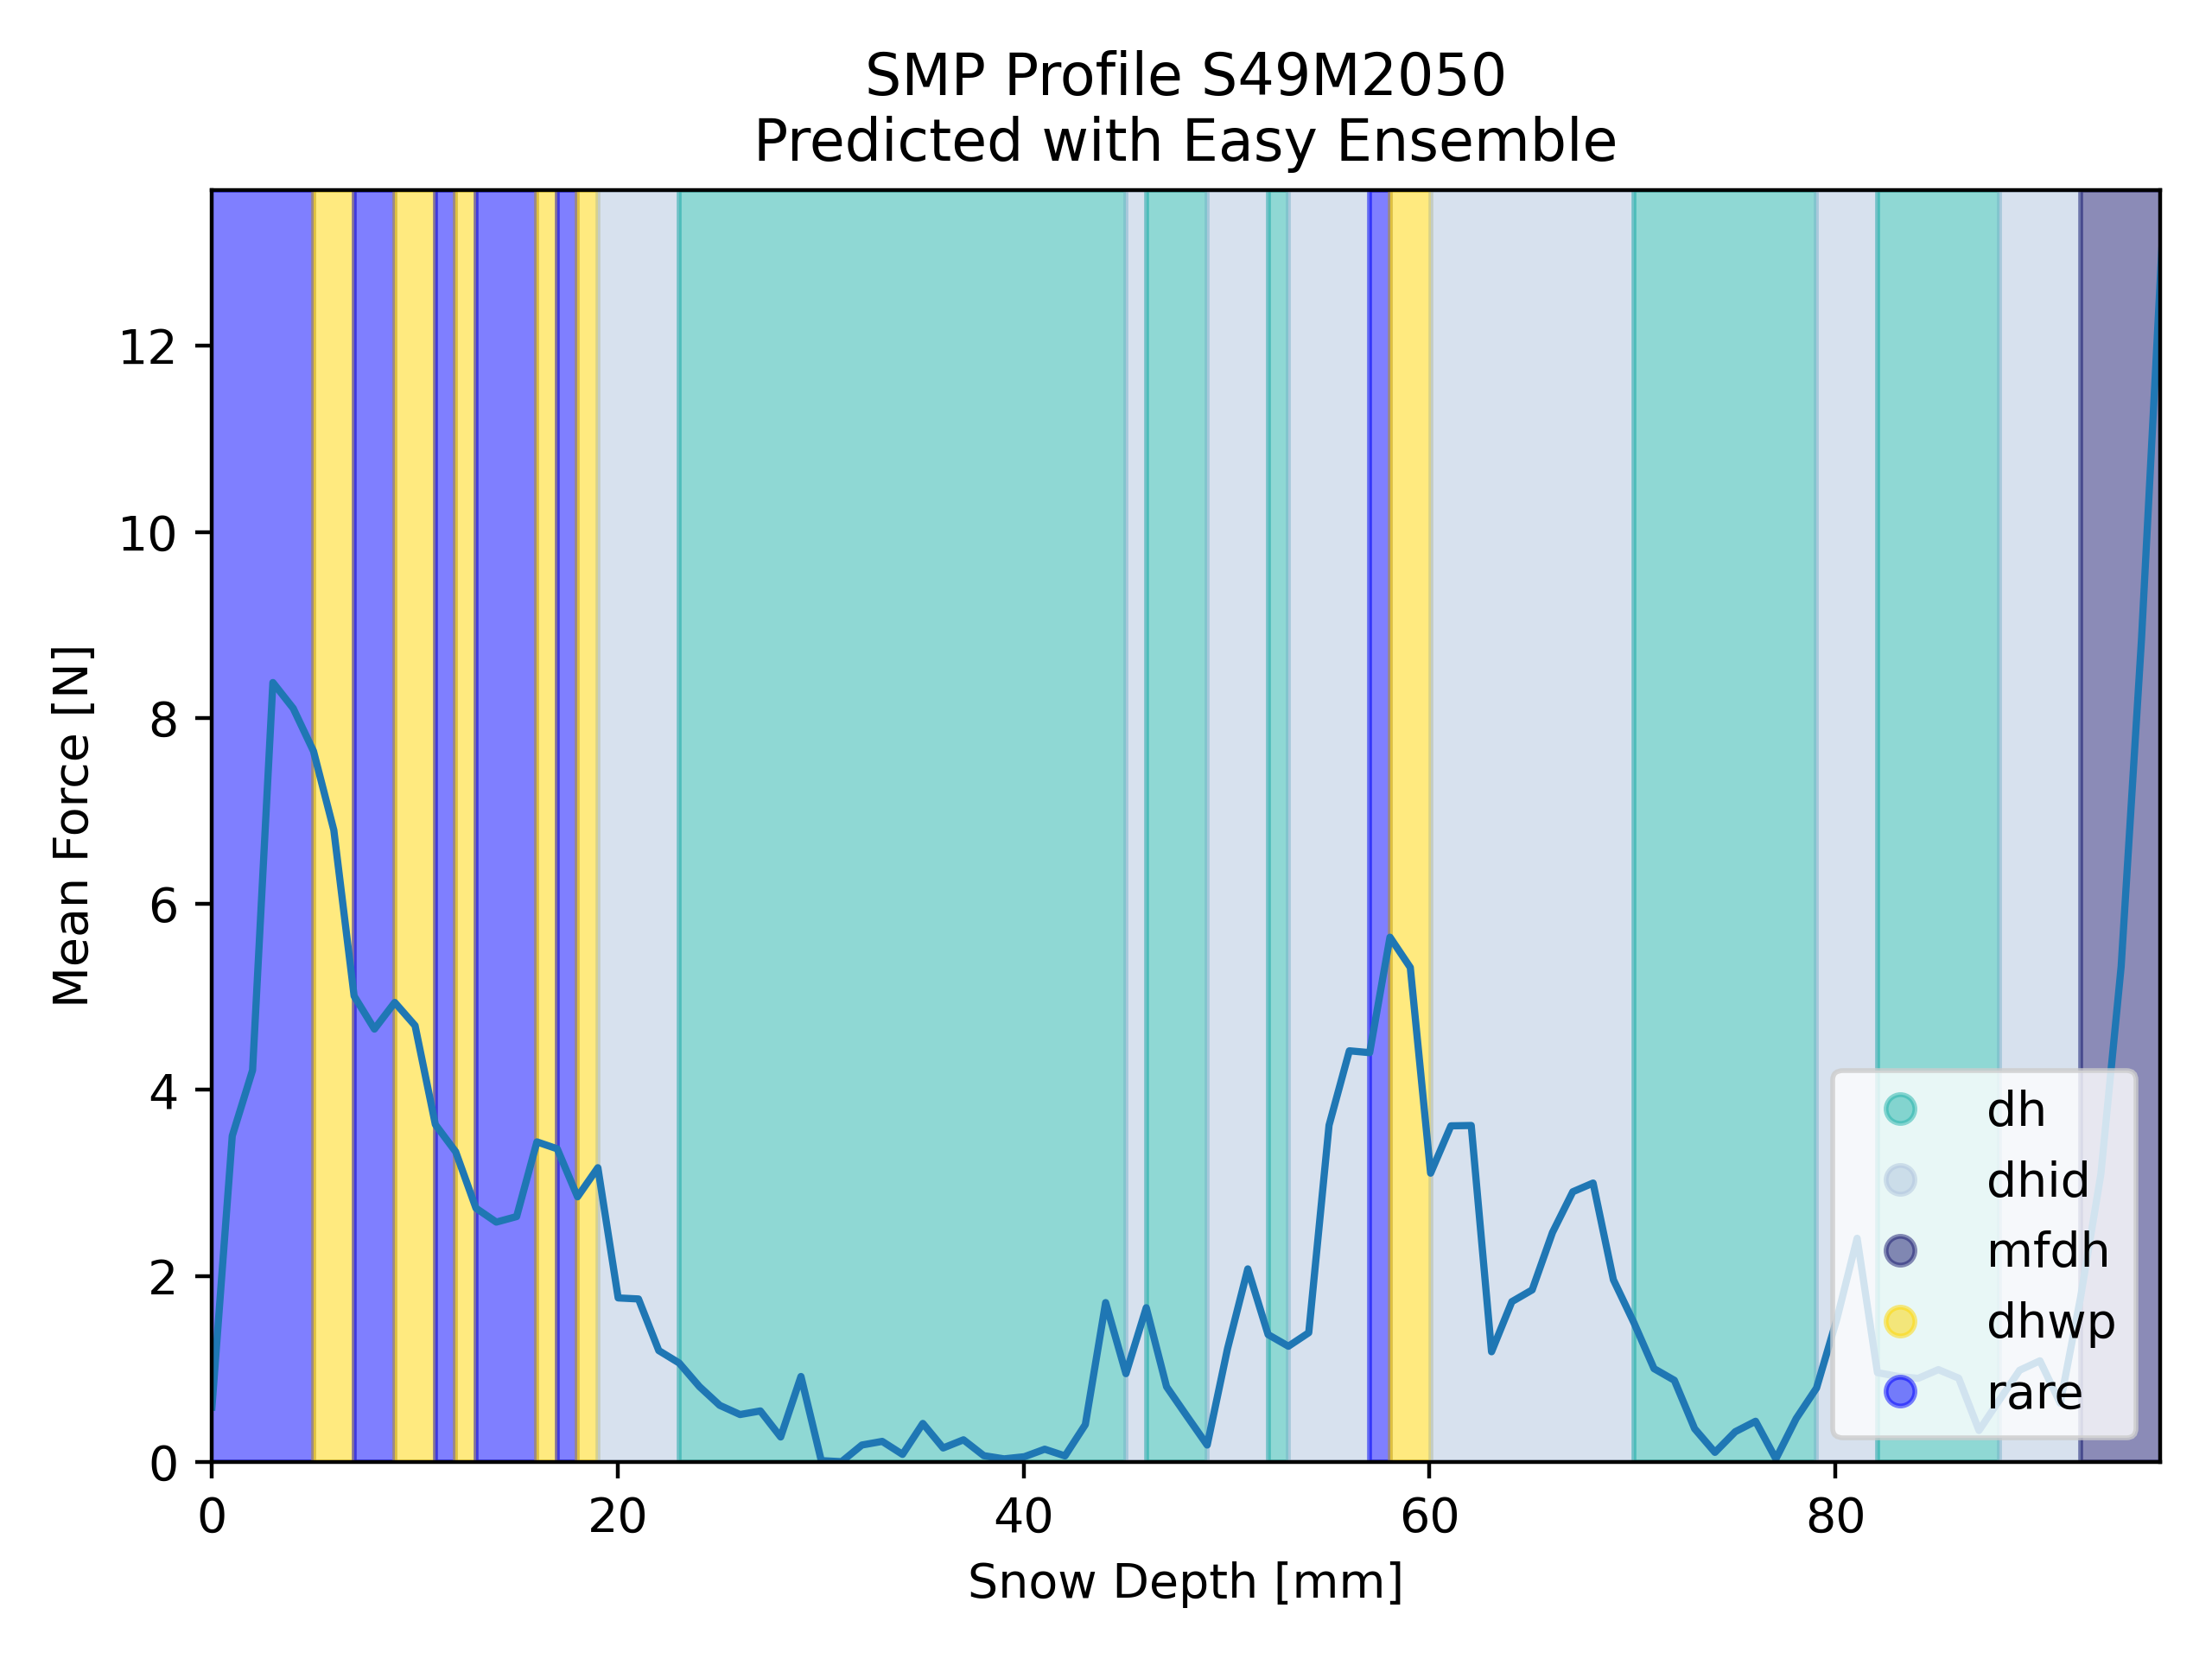 SMP Profile S49M2050
Predicted with Easy Ensemble
Mean Force [N]
12
10
8
6
4
2
0
0 20 40 60 80
Snow Depth [mm]
dh
dhid
mfdh
dhwp
rare